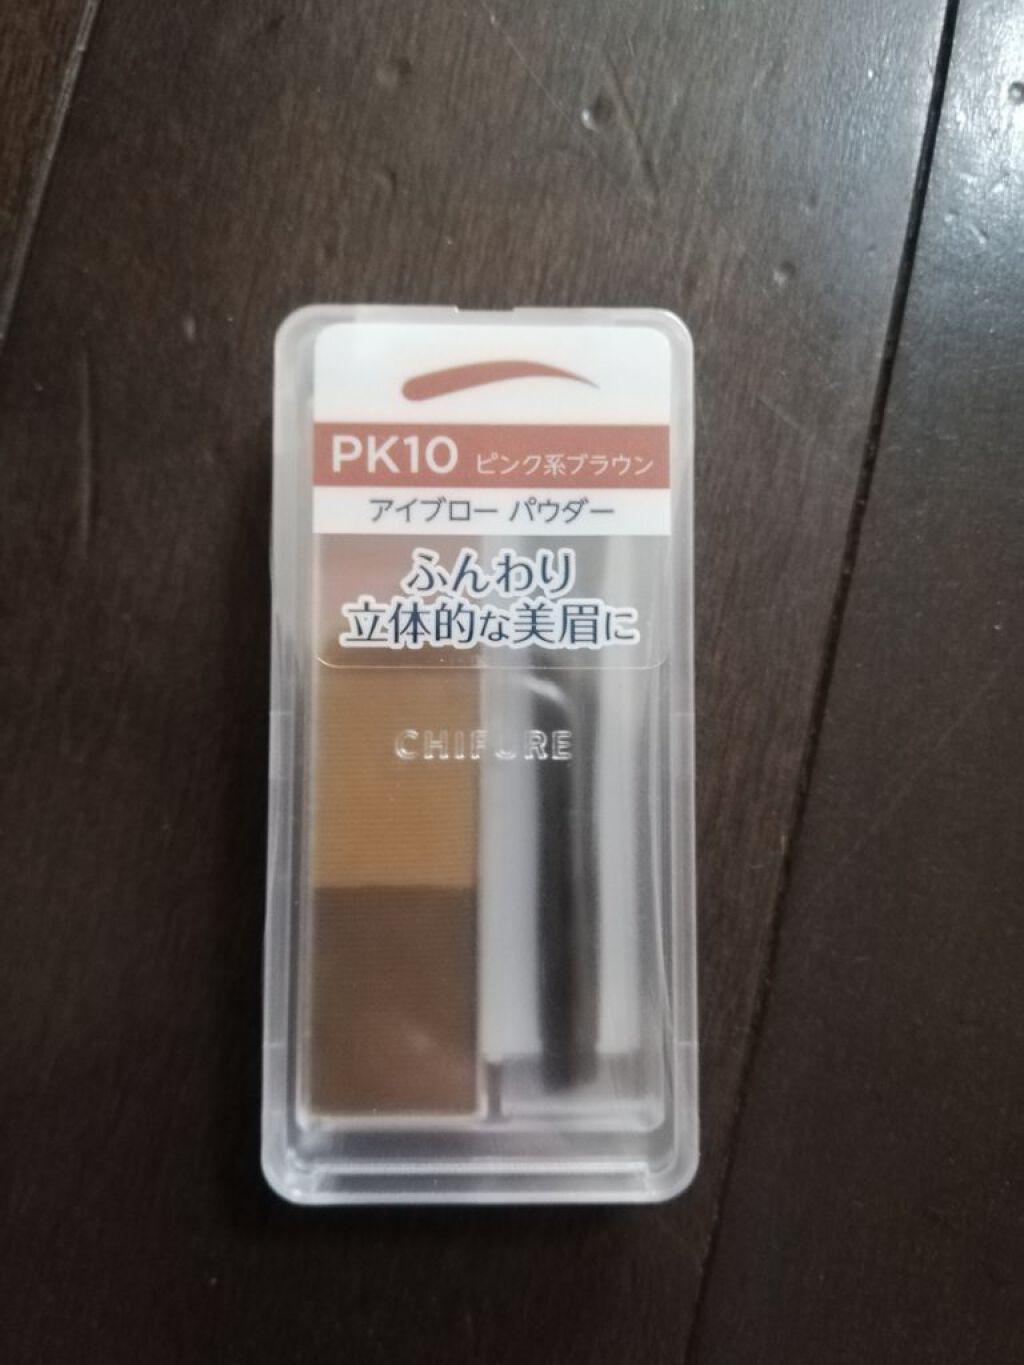 PK10 ピンク系ブラウン
アイブロー パウダー
ふんわり
立体的な美眉に
CHIFURE